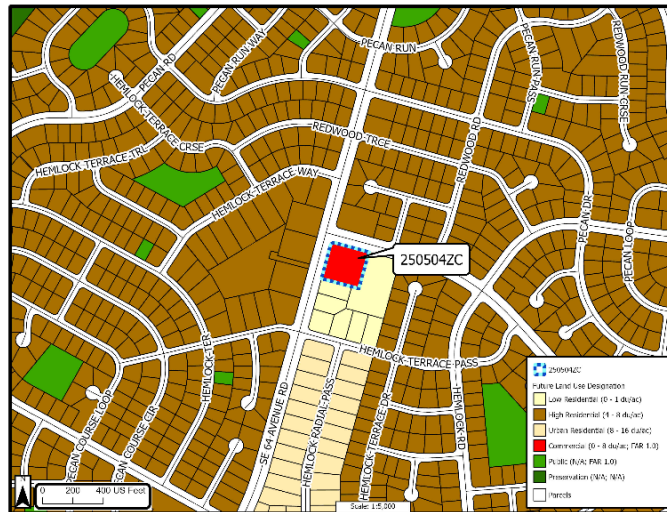 PECAN RUN
PECAN RUN WAY
PECAN RD
HEMLOCK-TERRACE CRSE
PECAN RUN PASS
REDWOOD RUN CRSE
REDWOOD-TRCE
REDWOOD RD
HEMLOCK TERRACE-TRL
HEMLOCK-TERRACE-WAY
PECAN DR
PECAN LOOP
250504ZC
HEMLOCK-TER
HEMLOCK-TERRACE-PASS
SE 64 AVENUE RD
HEMLOCK-RADIAL-PASS
HEMLOCK-TERRACE-DR
HEMLOCK-RD
PECAN COURSE LOOP
PECAN COURSE CIR
250504ZC
Future Land Use Designation
Low Residential (0 - 1 du/ac)
High Residential (4 - 8 du/ac)
Urban Residential (8 - 16 du/ac)
Commercial (0 - 8 du/ac; FAR 1.0)
Public (N/A; FAR 1.0)
Preservation (N/A; N/A)
Parcels
N
0 200 400 US Feet
Scale: 1:5,000